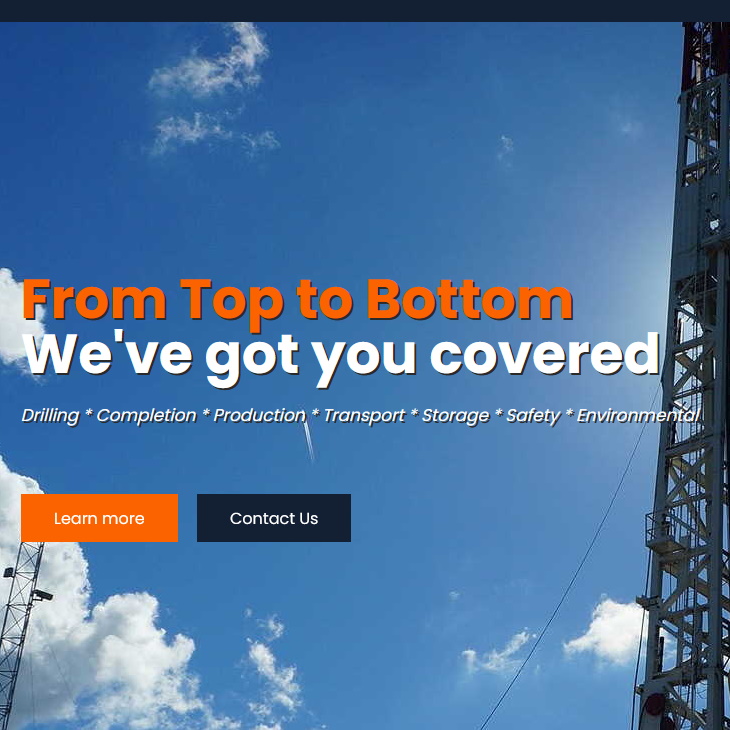 From Top to Bottom
We've got you covered
Drilling * Completion * Production * Transport * Storage * Safety * Environmental
Learn more
Contact Us